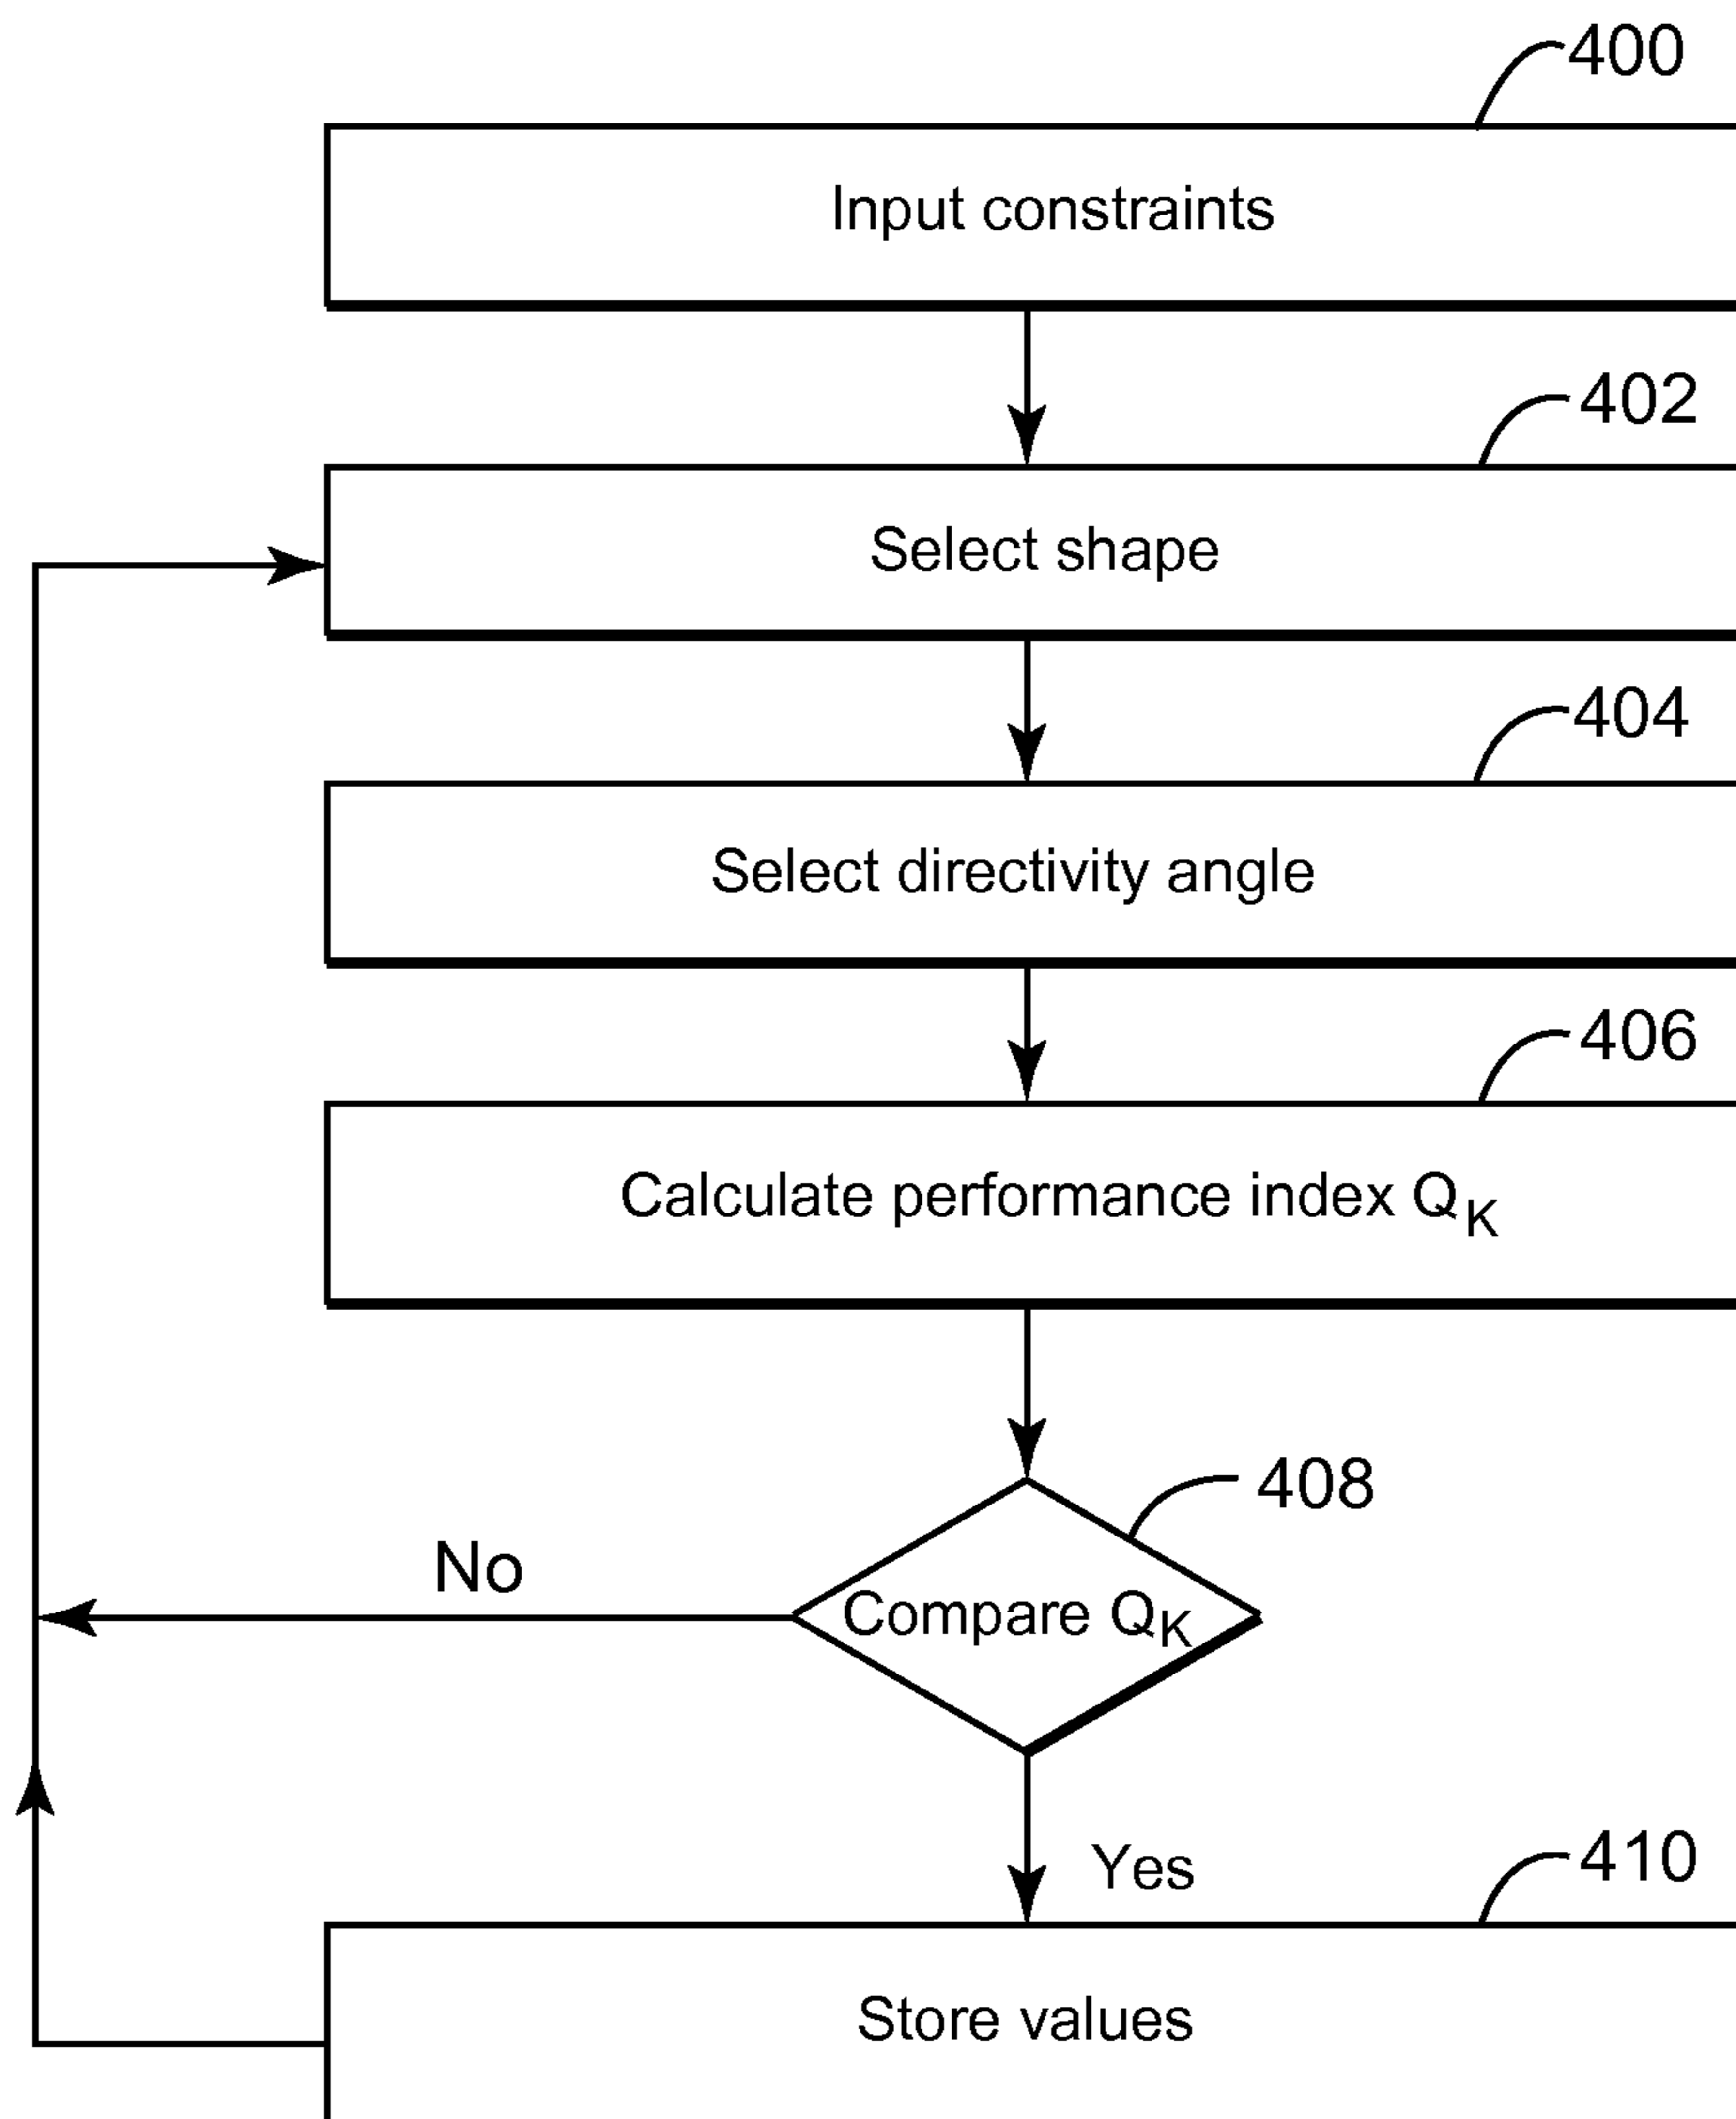 400
Input constraints
402
Select shape
404
Select directivity angle
406
Calculate performance index QK
408
No
Compare QK
Yes
410
Store values